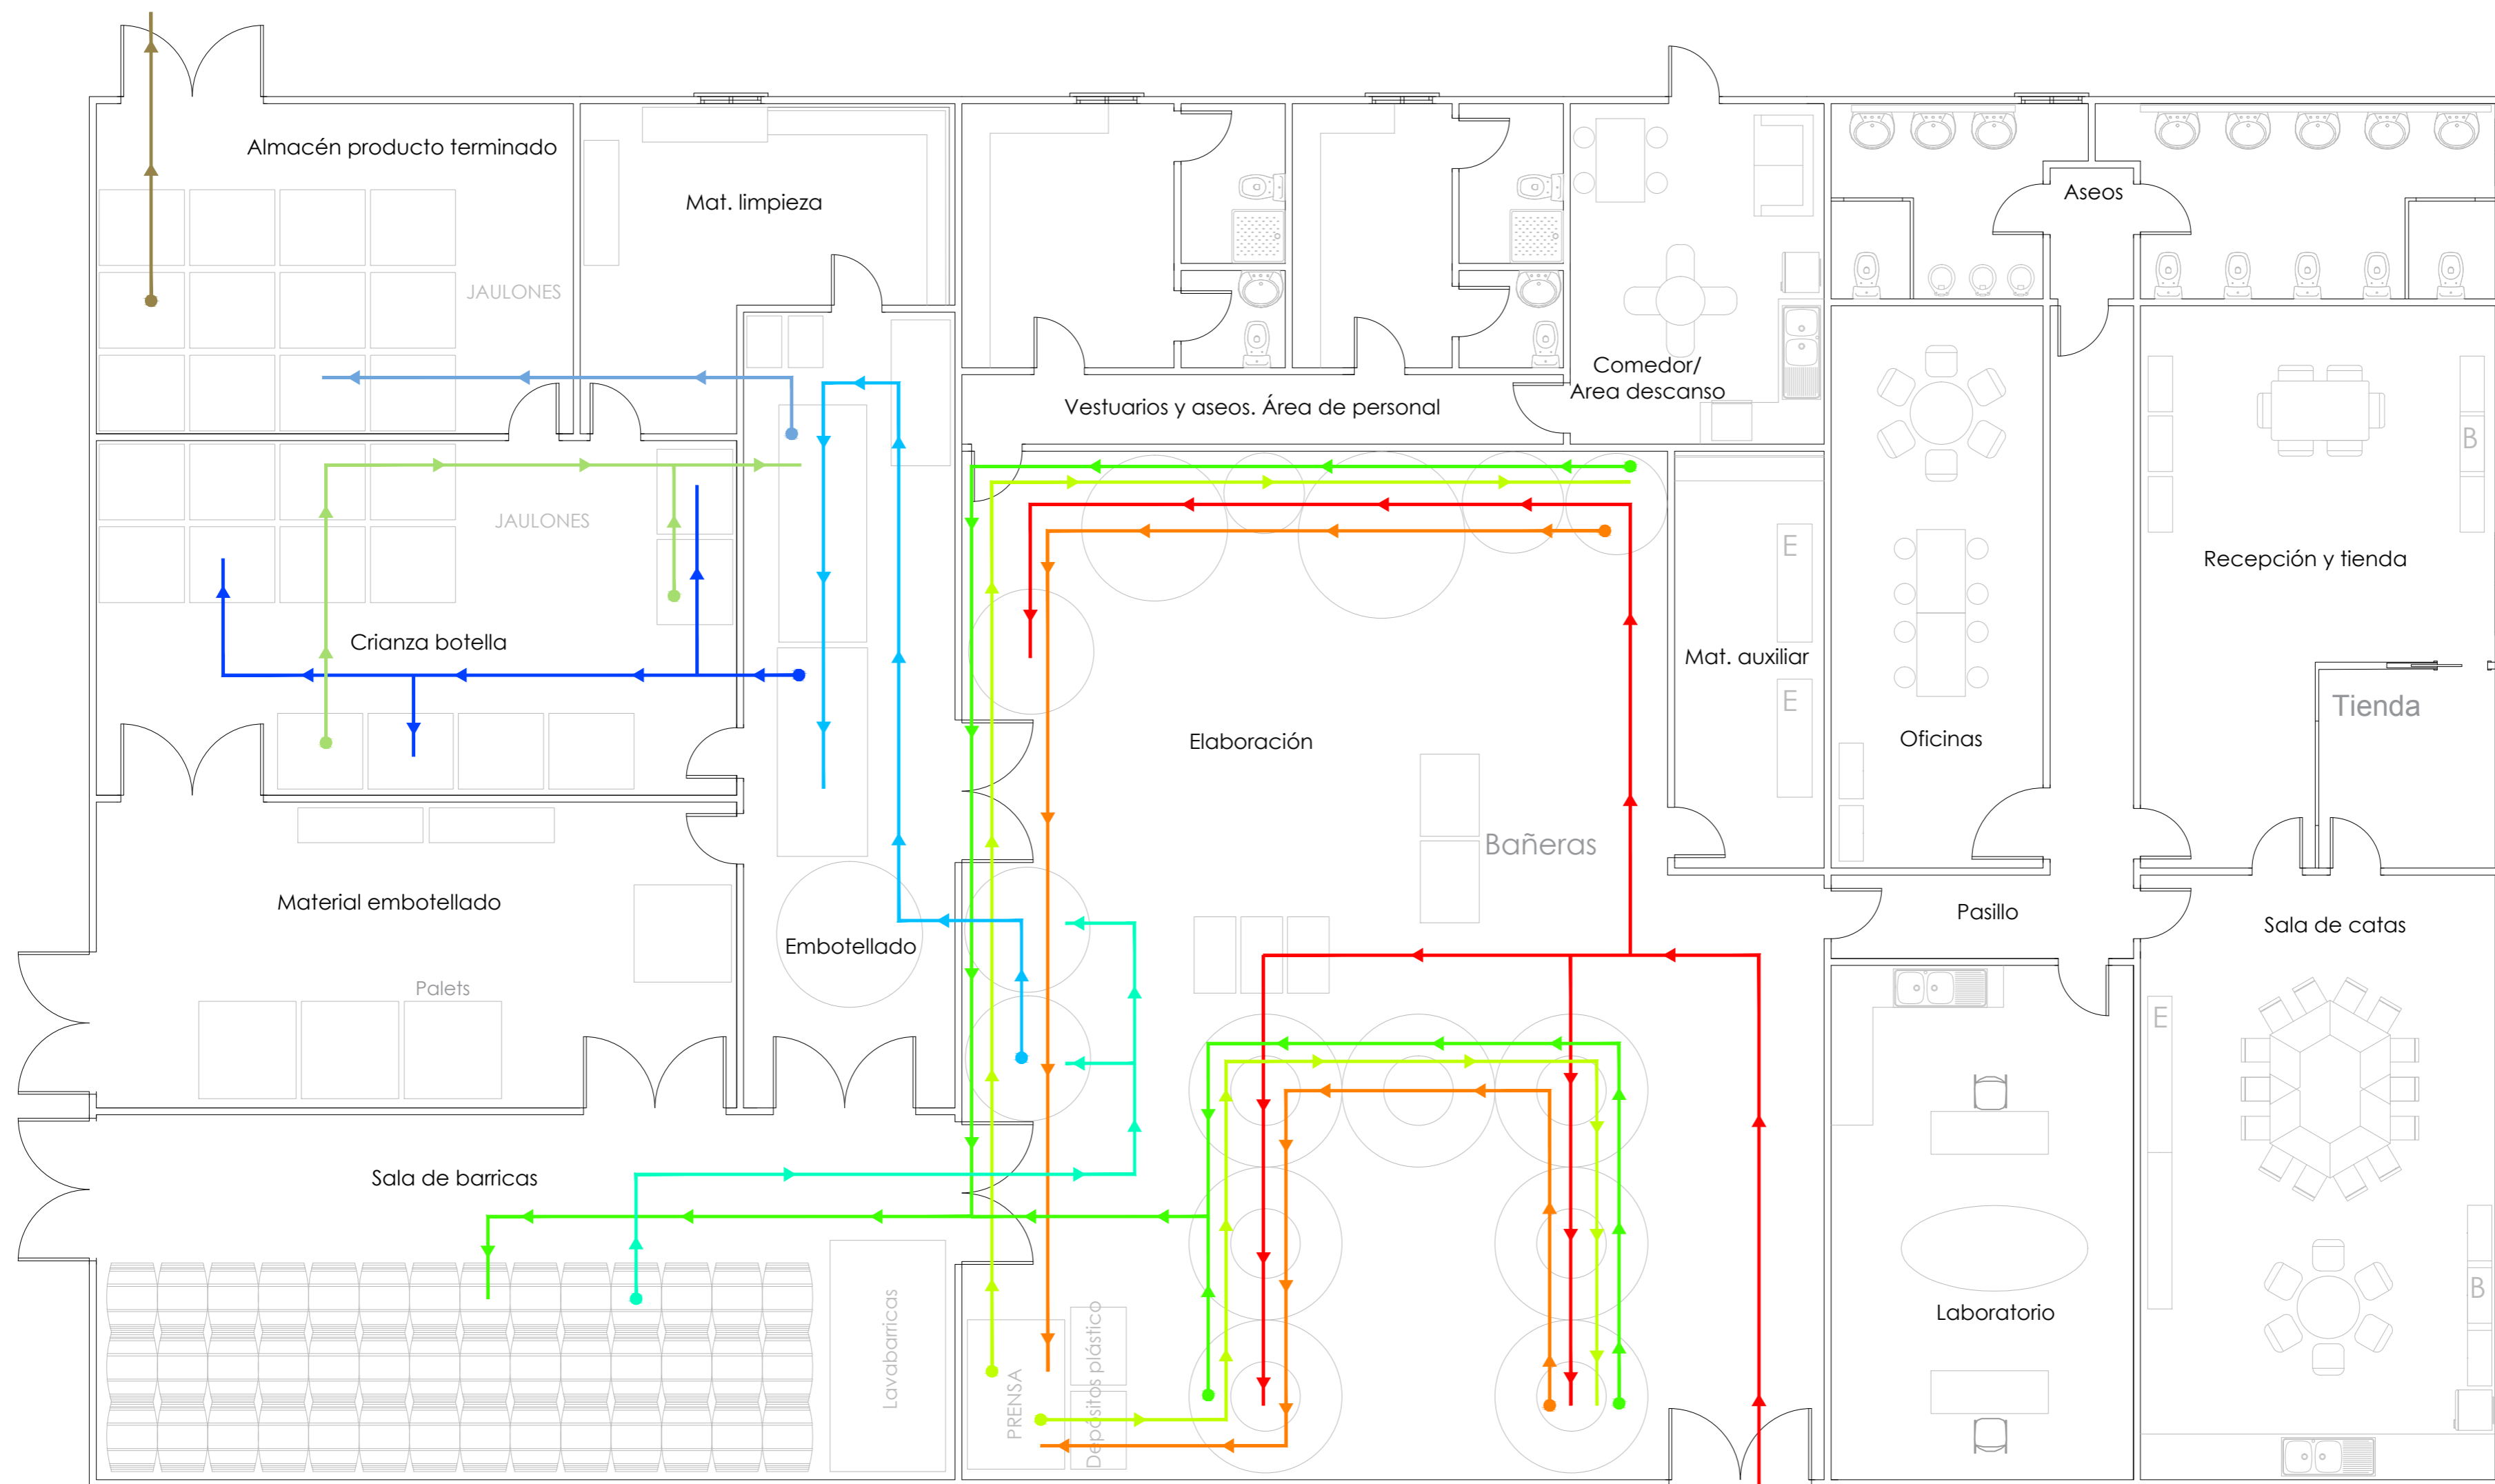 Almacén producto terminado
Mat. limpieza
Aseos
JAULONES
Comedor/
Area descanso
Vestuarios y aseos. Área de personal
B
JAULONES
E
Recepción y tienda
Crianza botella
Mat. auxiliar
E
Tienda
Elaboración
Oficinas
Bañeras
Material embotellado
Pasillo
Sala de catas
Embotellado
Palets
E
Sala de barricas
B
Laboratorio
Lavabarricas
PRENSA
Depósitos plástico